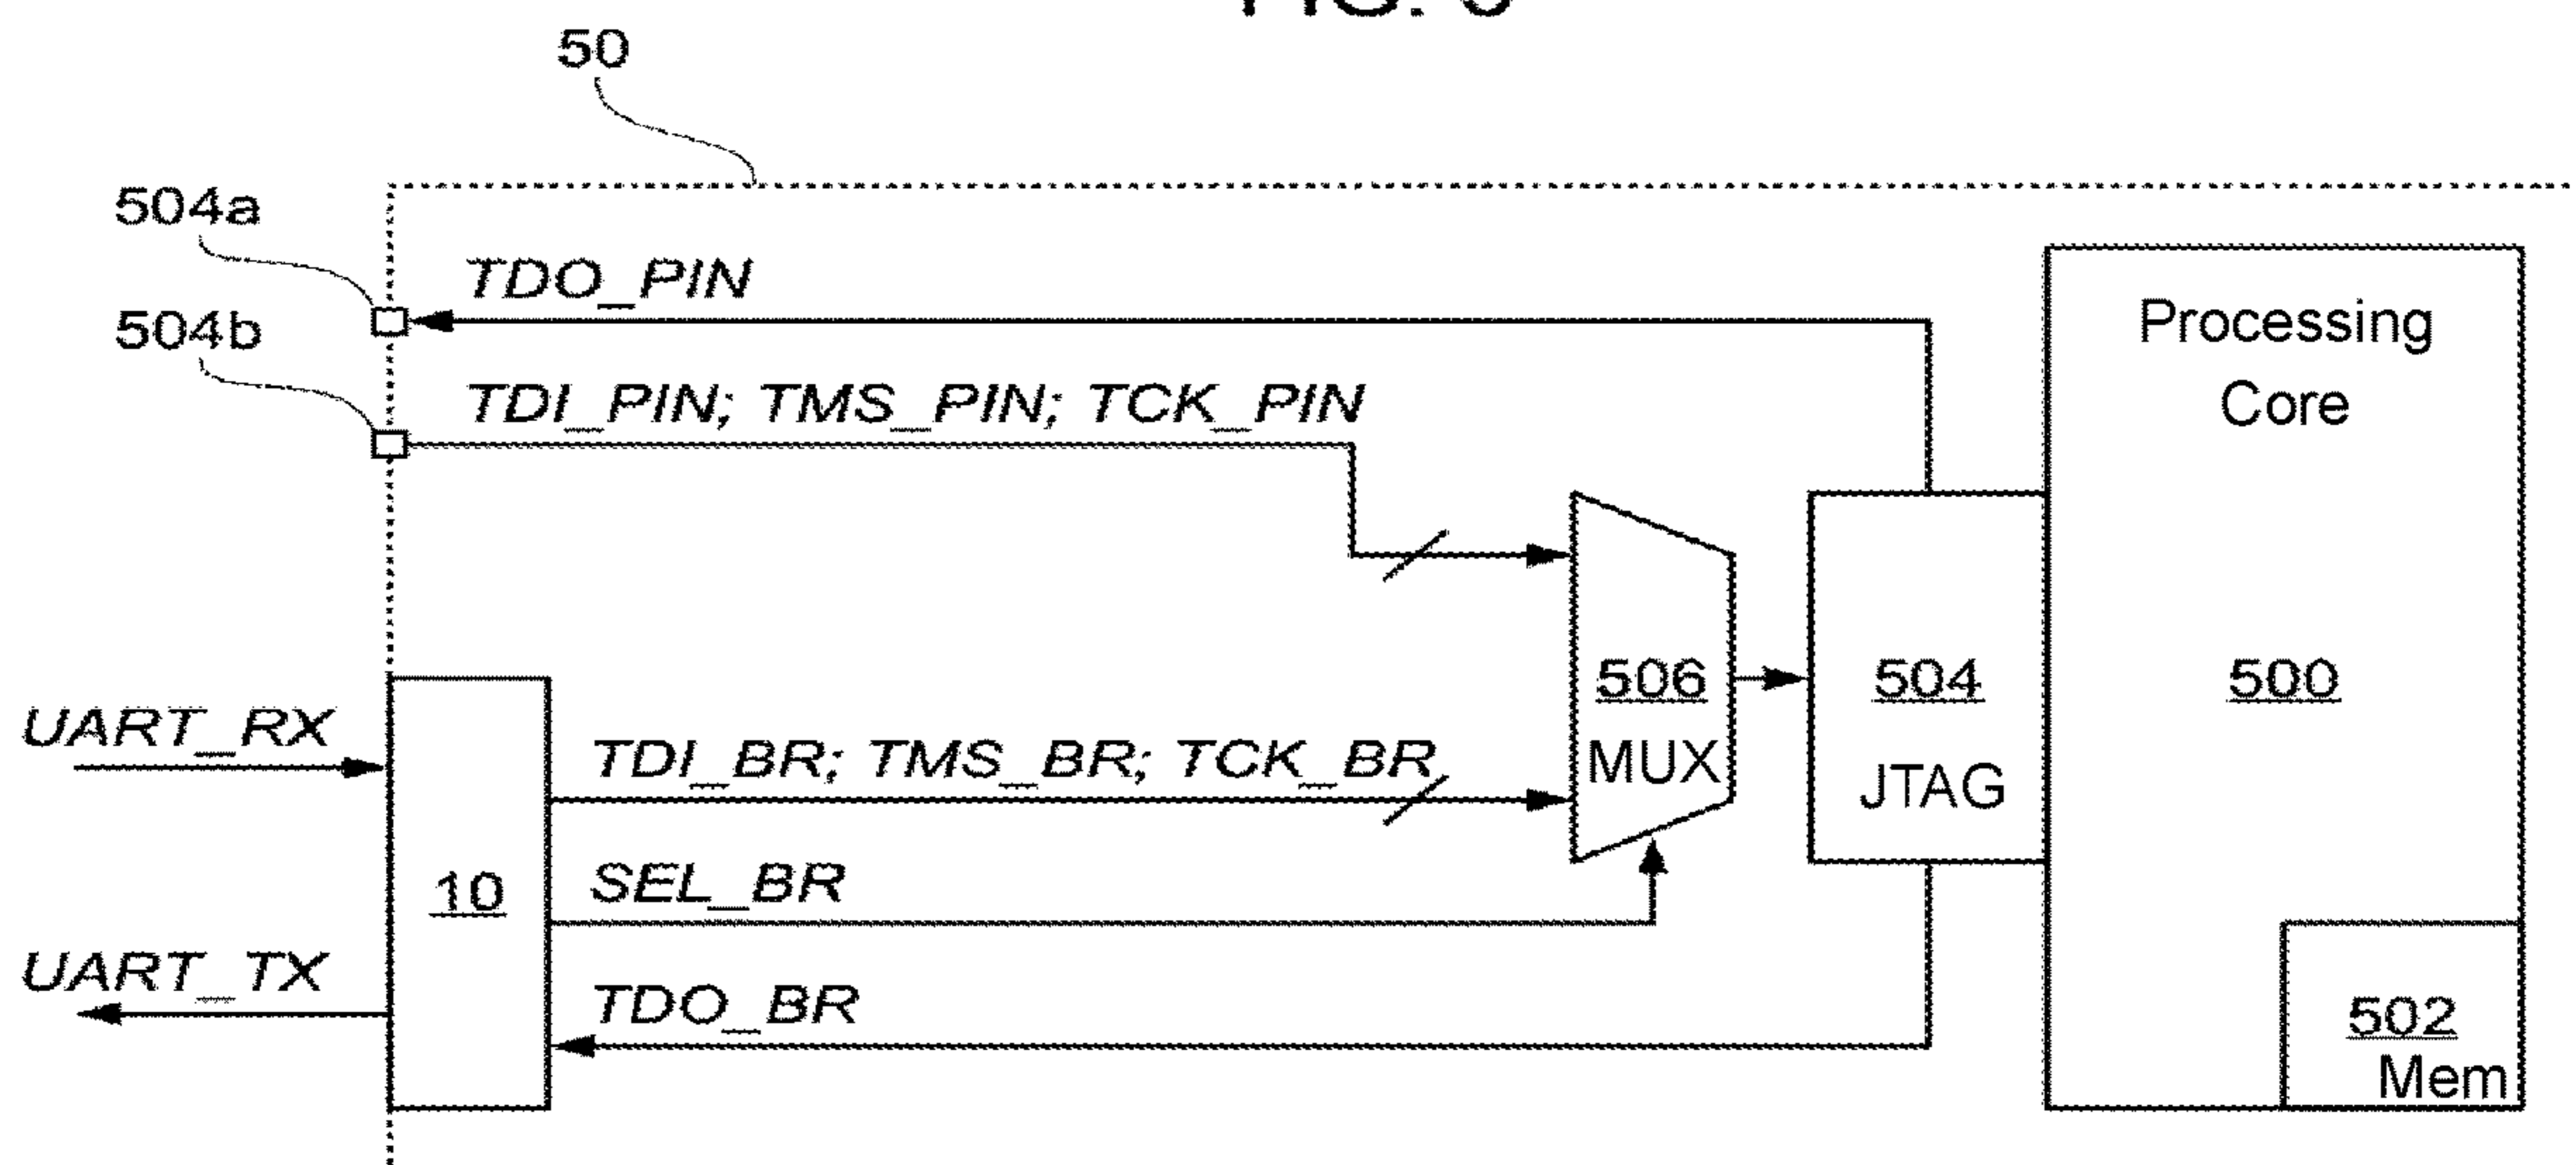 50
504a
TDO_PIN
504b
TDI_PIN; TMS_PIN; TCK_PIN
Processing
Core
506
MUX
504
JTAG
500
UART_RX
TDI_BR; TMS_BR; TCK_BR
10
SEL_BR
UART_TX
TDO_BR
502
Mem